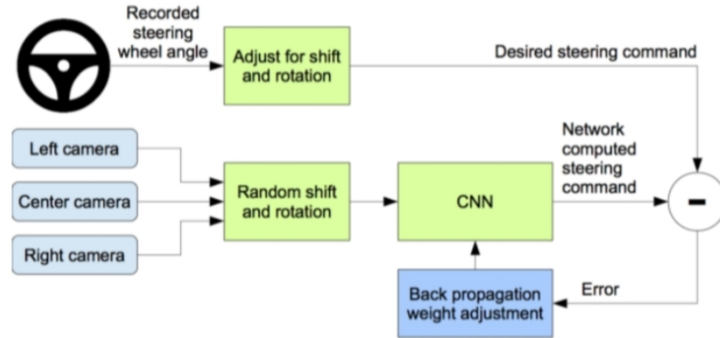 Recorded
steering
wheel angle
Adjust for shift
and rotation
Desired steering command
Left camera
Center camera
Right camera
Random shift
and rotation
CNN
Network
computed
steering
command
-
Back propagation
weight adjustment
Error